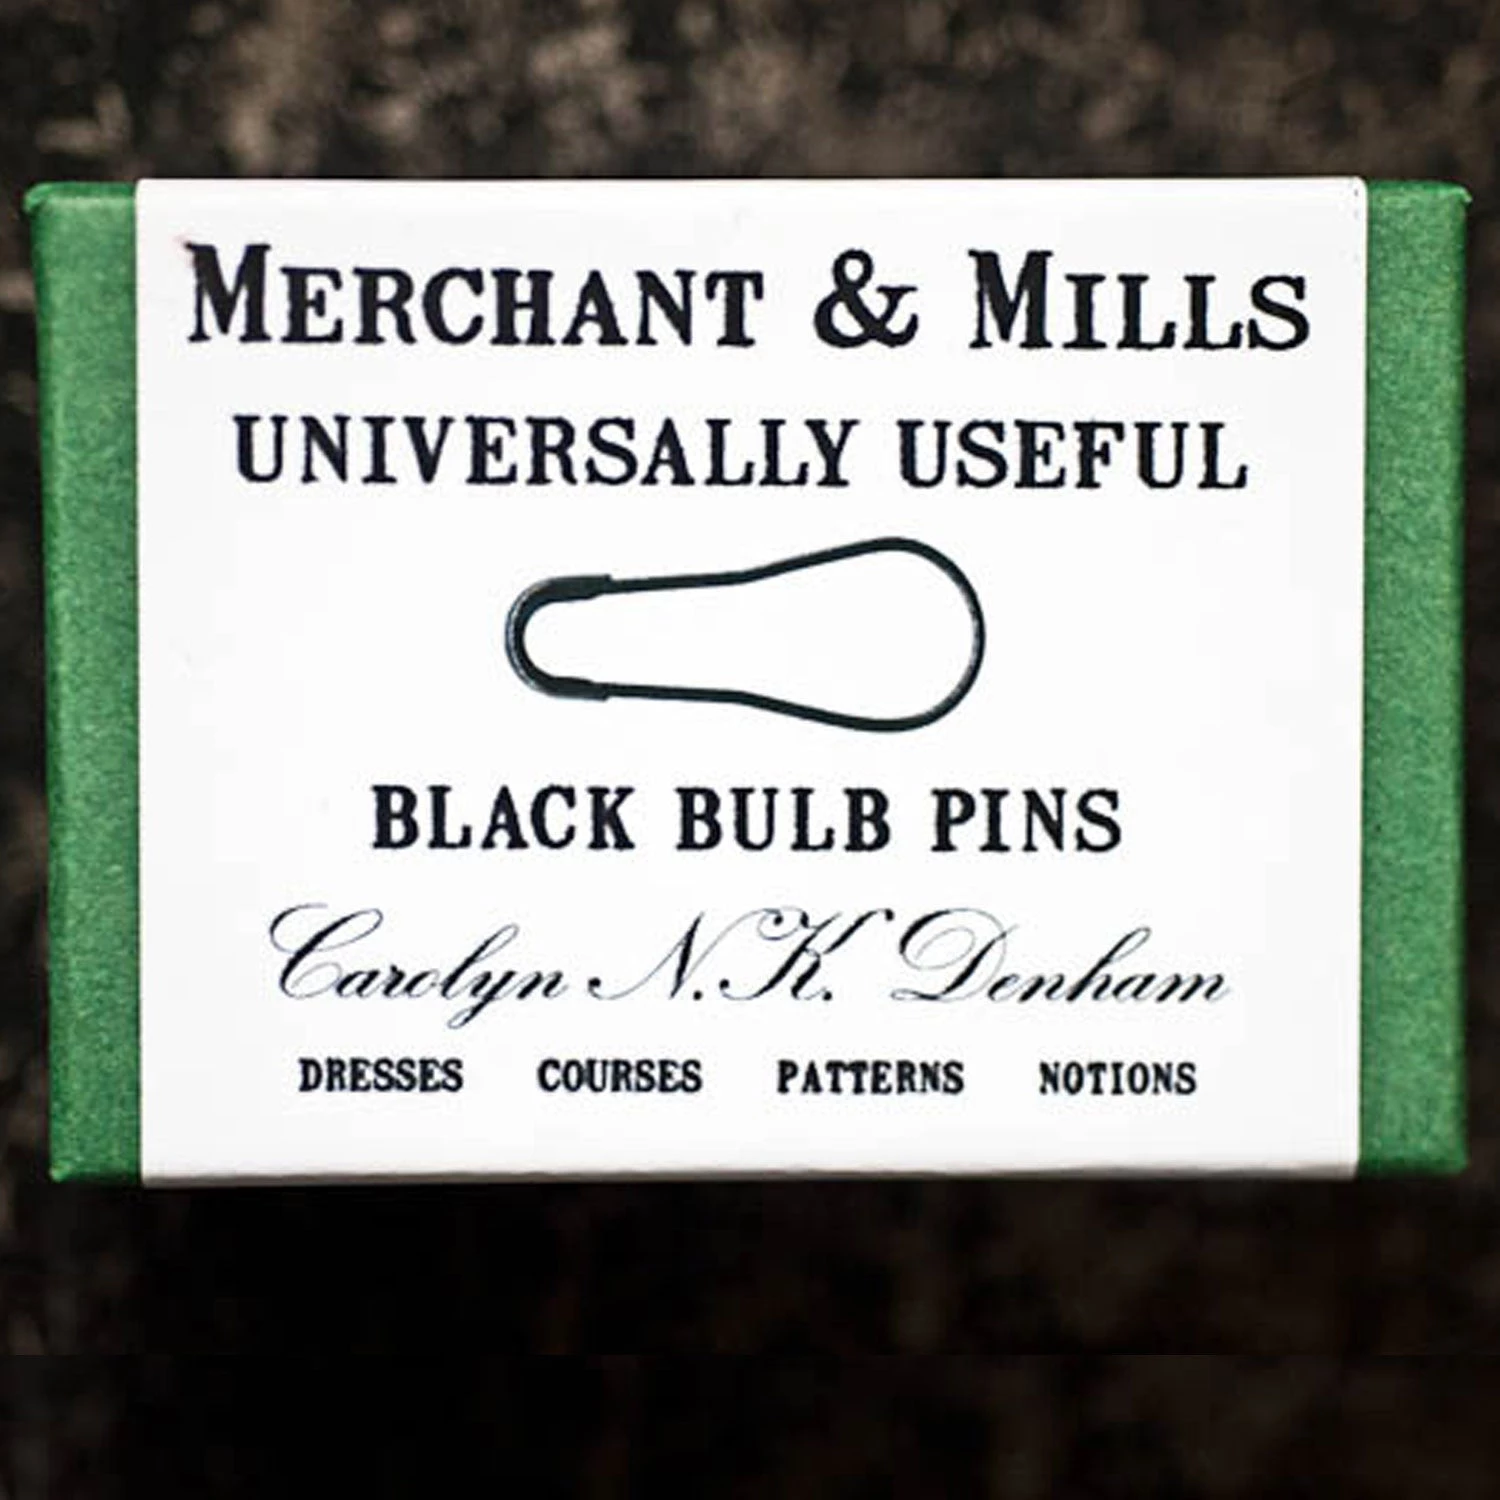 MERCHANT & MILLS
UNIVERSALLY USEFUL
BLACK BULB PINS
Carolyn N.K. Denham
DRESSES COURSES PATTERNS NOTIONS